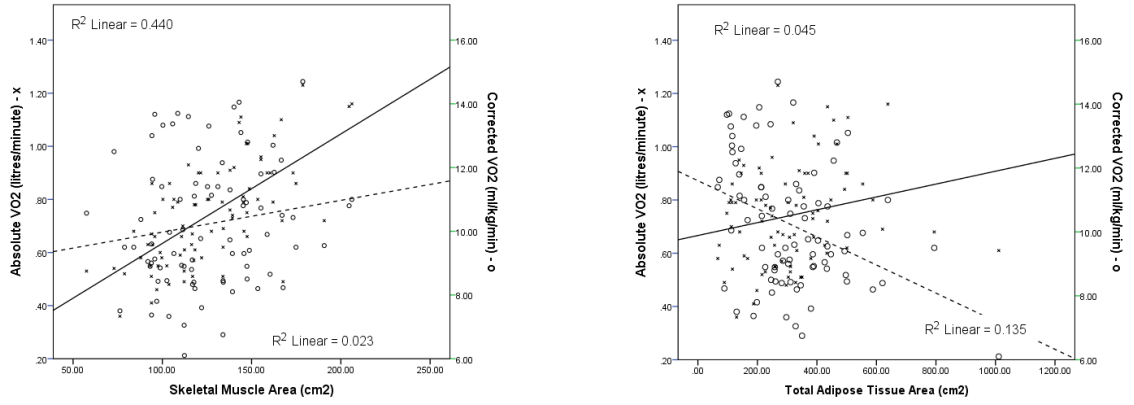 R2 Linear = 0.440
1.40
1.20
1.00
.80
.60
.40
.20
Absolute VO2 (litres/minute) - x
16.00
14.00
12.00
10.00
8.00
6.00
Corrected VO2 (ml/kg/min) - o
R2 Linear = 0.023
50.00 100.00 150.00 200.00 250.00
Skeletal Muscle Area (cm2)
R2 Linear = 0.045
1.40
1.20
1.00
.80
.60
.40
.20
Absolute VO2 (litres/minute) - x
16.00
14.00
12.00
10.00
8.00
6.00
Corrected VO2 (ml/kg/min) - o
R2 Linear = 0.135
.00 200.00 400.00 600.00 800.00 1000.00 1200.00
Total Adipose Tissue Area (cm2)